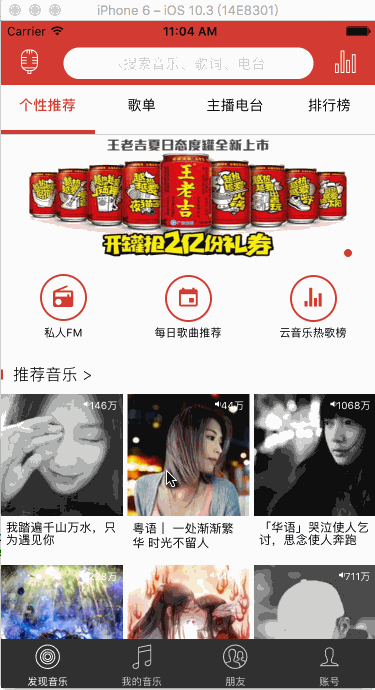 iPhone 6 – iOS 10.3 (14E8301)
Carrier 11:04 AM
搜索音乐、歌词、电台
个性推荐 歌单 主播电台 排行榜
王老吉夏日态度罐全新上市
王老吉
开罐抢2亿份礼券
私人FM 每日歌曲推荐 云音乐热歌榜
推荐音乐 >
146万 44万 1068万
我踏遍千山万水，只
为遇见你
粤语｜ 一处渐渐繁
华 时光不留人
「华语」哭泣使人乞
讨，思念使人奔跑
711万
发现音乐 我的音乐 朋友 账号